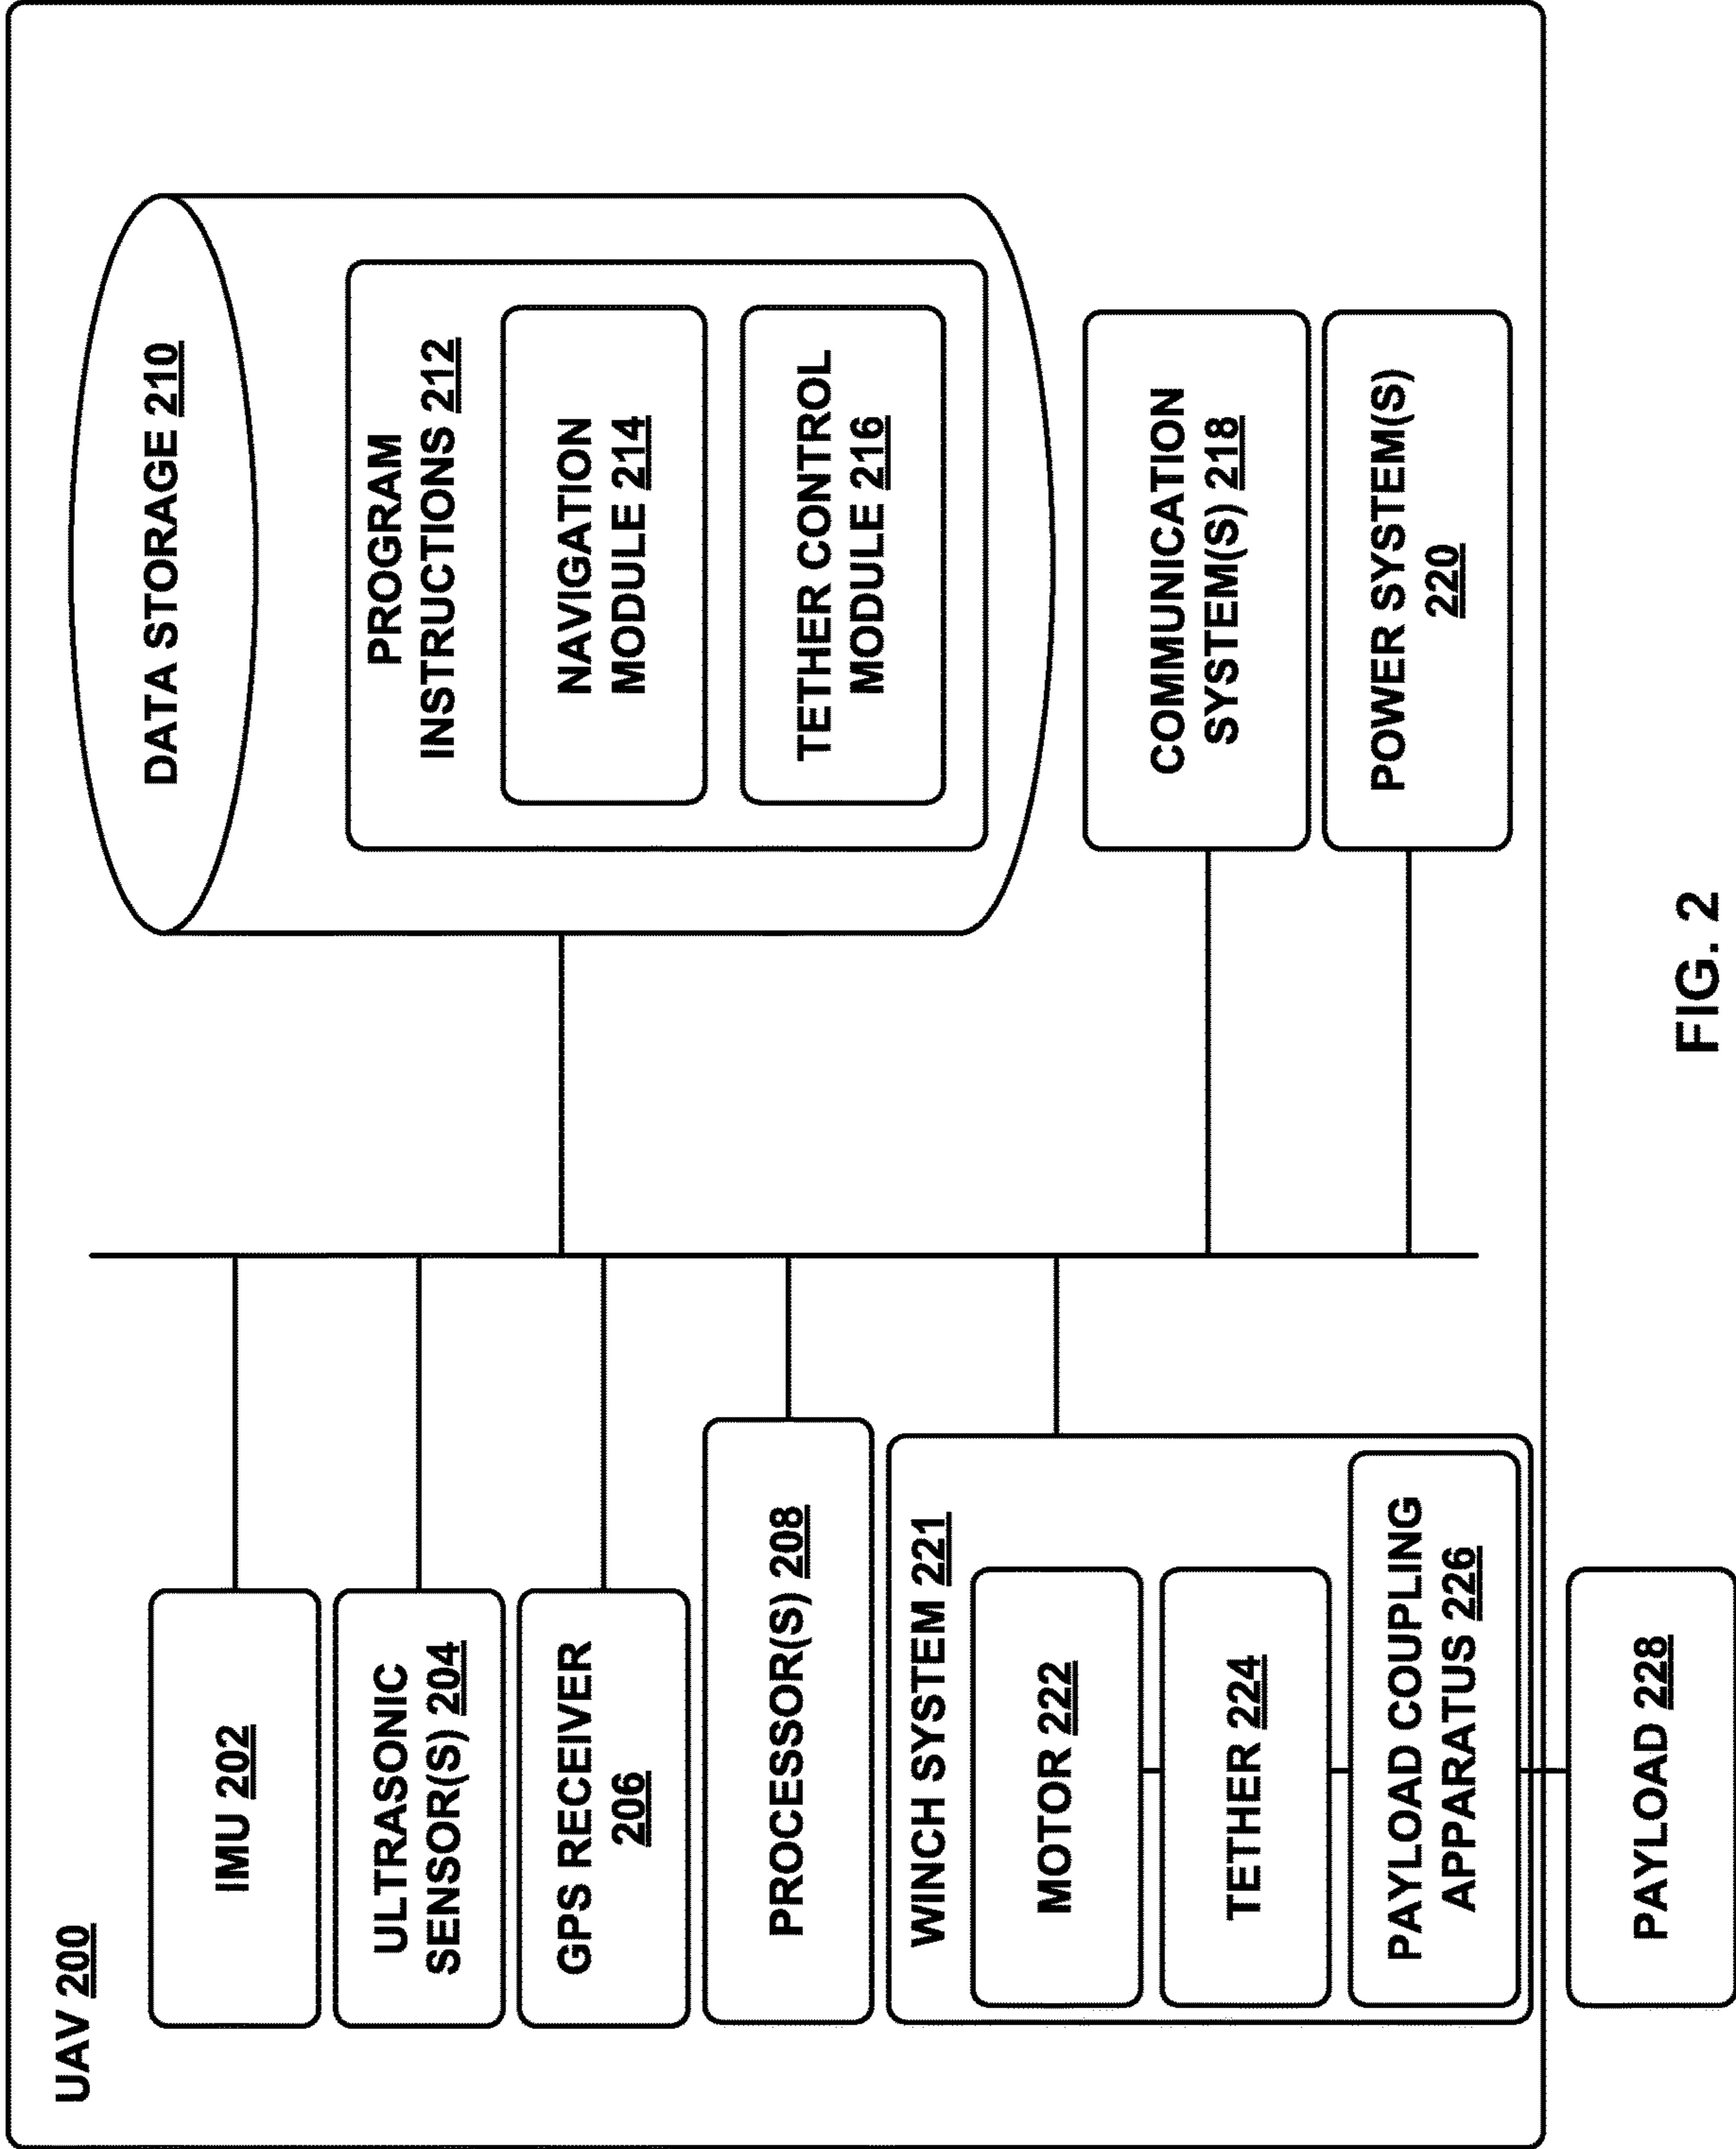 UAV 200
IMU 202
ULTRASONIC
SENSOR(S) 204
GPS RECEIVER
206
PROCESSOR(S) 208
WINCH SYSTEM 221
MOTOR 222
TETHER 224
PAYLOAD COUPLING
APPARATUS 226
PAYLOAD 228
DATA STORAGE 210
PROGRAM
INSTRUCTIONS 212
NAVIGATION
MODULE 214
TETHER CONTROL
MODULE 216
COMMUNICATION
SYSTEM(S) 218
POWER SYSTEM(S)
220
FIG. 2